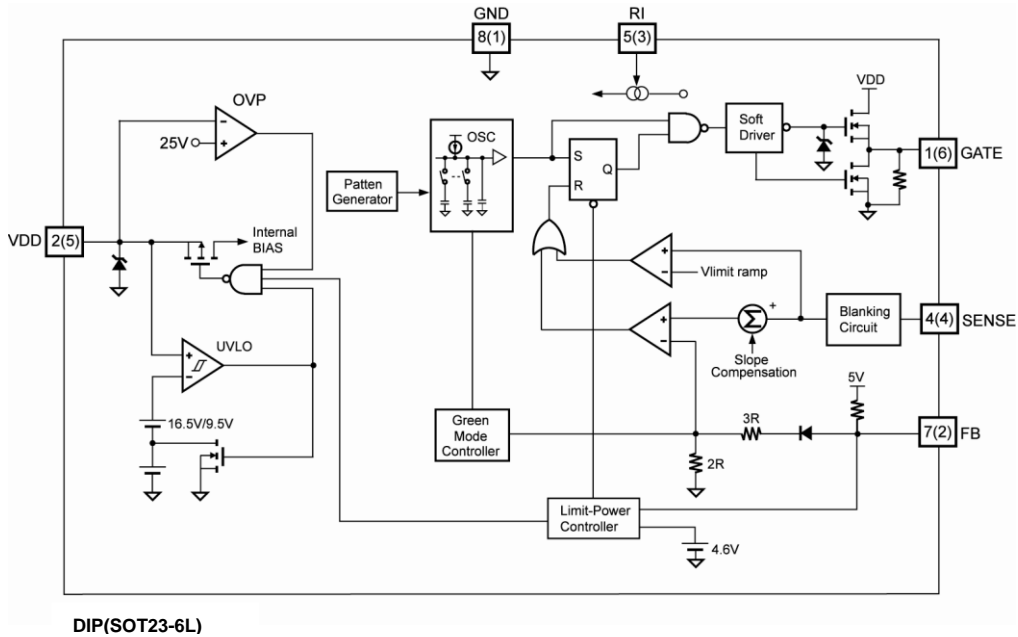 GND
8(1)
RI
5(3)
OVP
25V
Patten
Generator
OSC
S
Q
R
Soft
Driver
VDD
1(6)
GATE
VDD
2(5)
Internal
BIAS
+
−
Vlimit ramp
+
−
Σ
+
Slope
Compensation
Blanking
Circuit
4(4)
SENSE
−
+
UVLO
+
−
16.5V/9.5V
Green
Mode
Controller
3R
2R
5V
7(2)
FB
Limit-Power
Controller
4.6V
DIP(SOT23-6L)